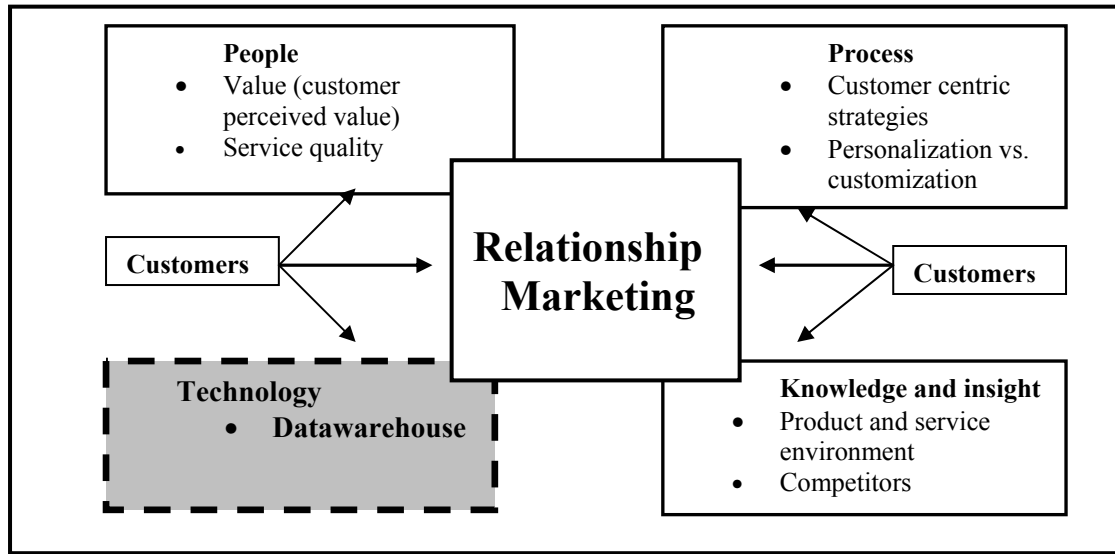 People
• Value (customer
perceived value)
• Service quality
Process
• Customer centric
strategies
• Personalization vs.
customization
Customers
Relationship
Marketing
Customers
Technology
• Datawarehouse
Knowledge and insight
• Product and service
environment
• Competitors